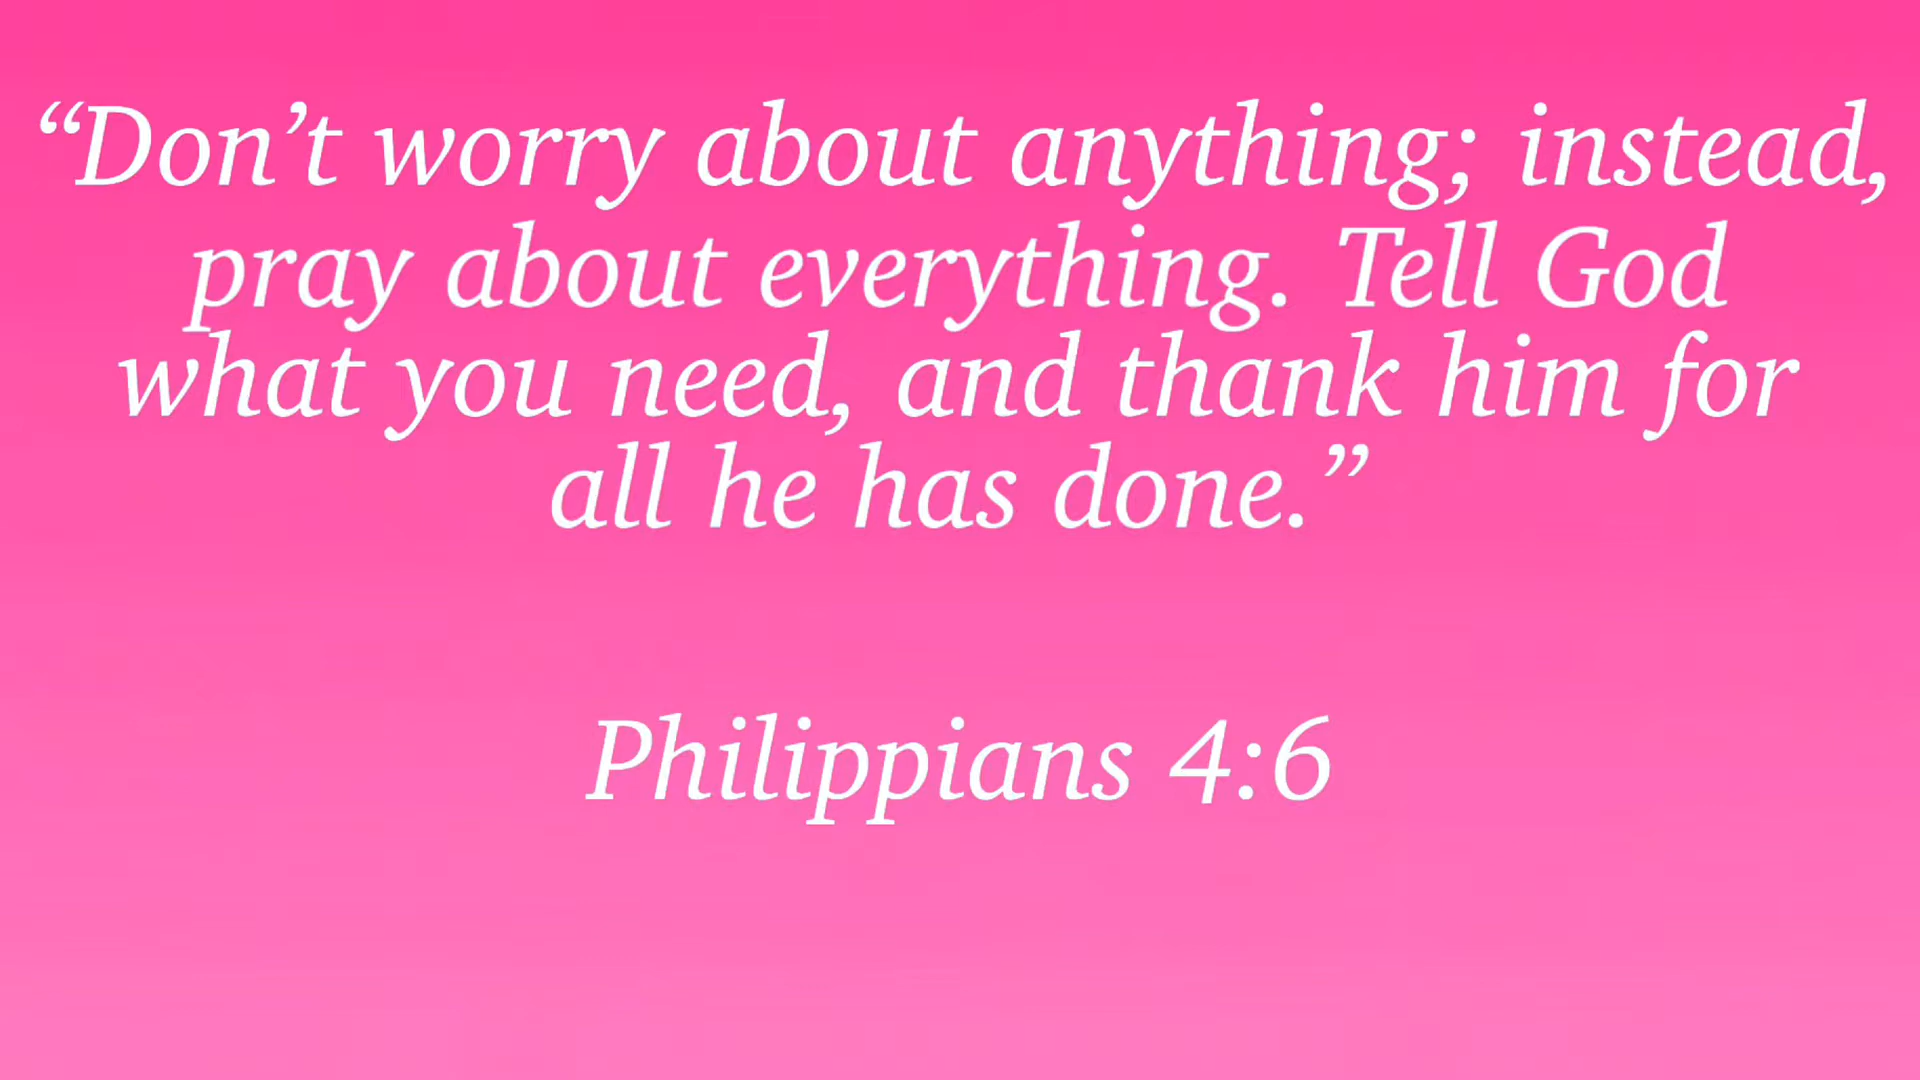 “Don’t worry about anything; instead,
pray about everything. Tell God
what you need, and thank him for
all he has done.”
Philippians 4:6